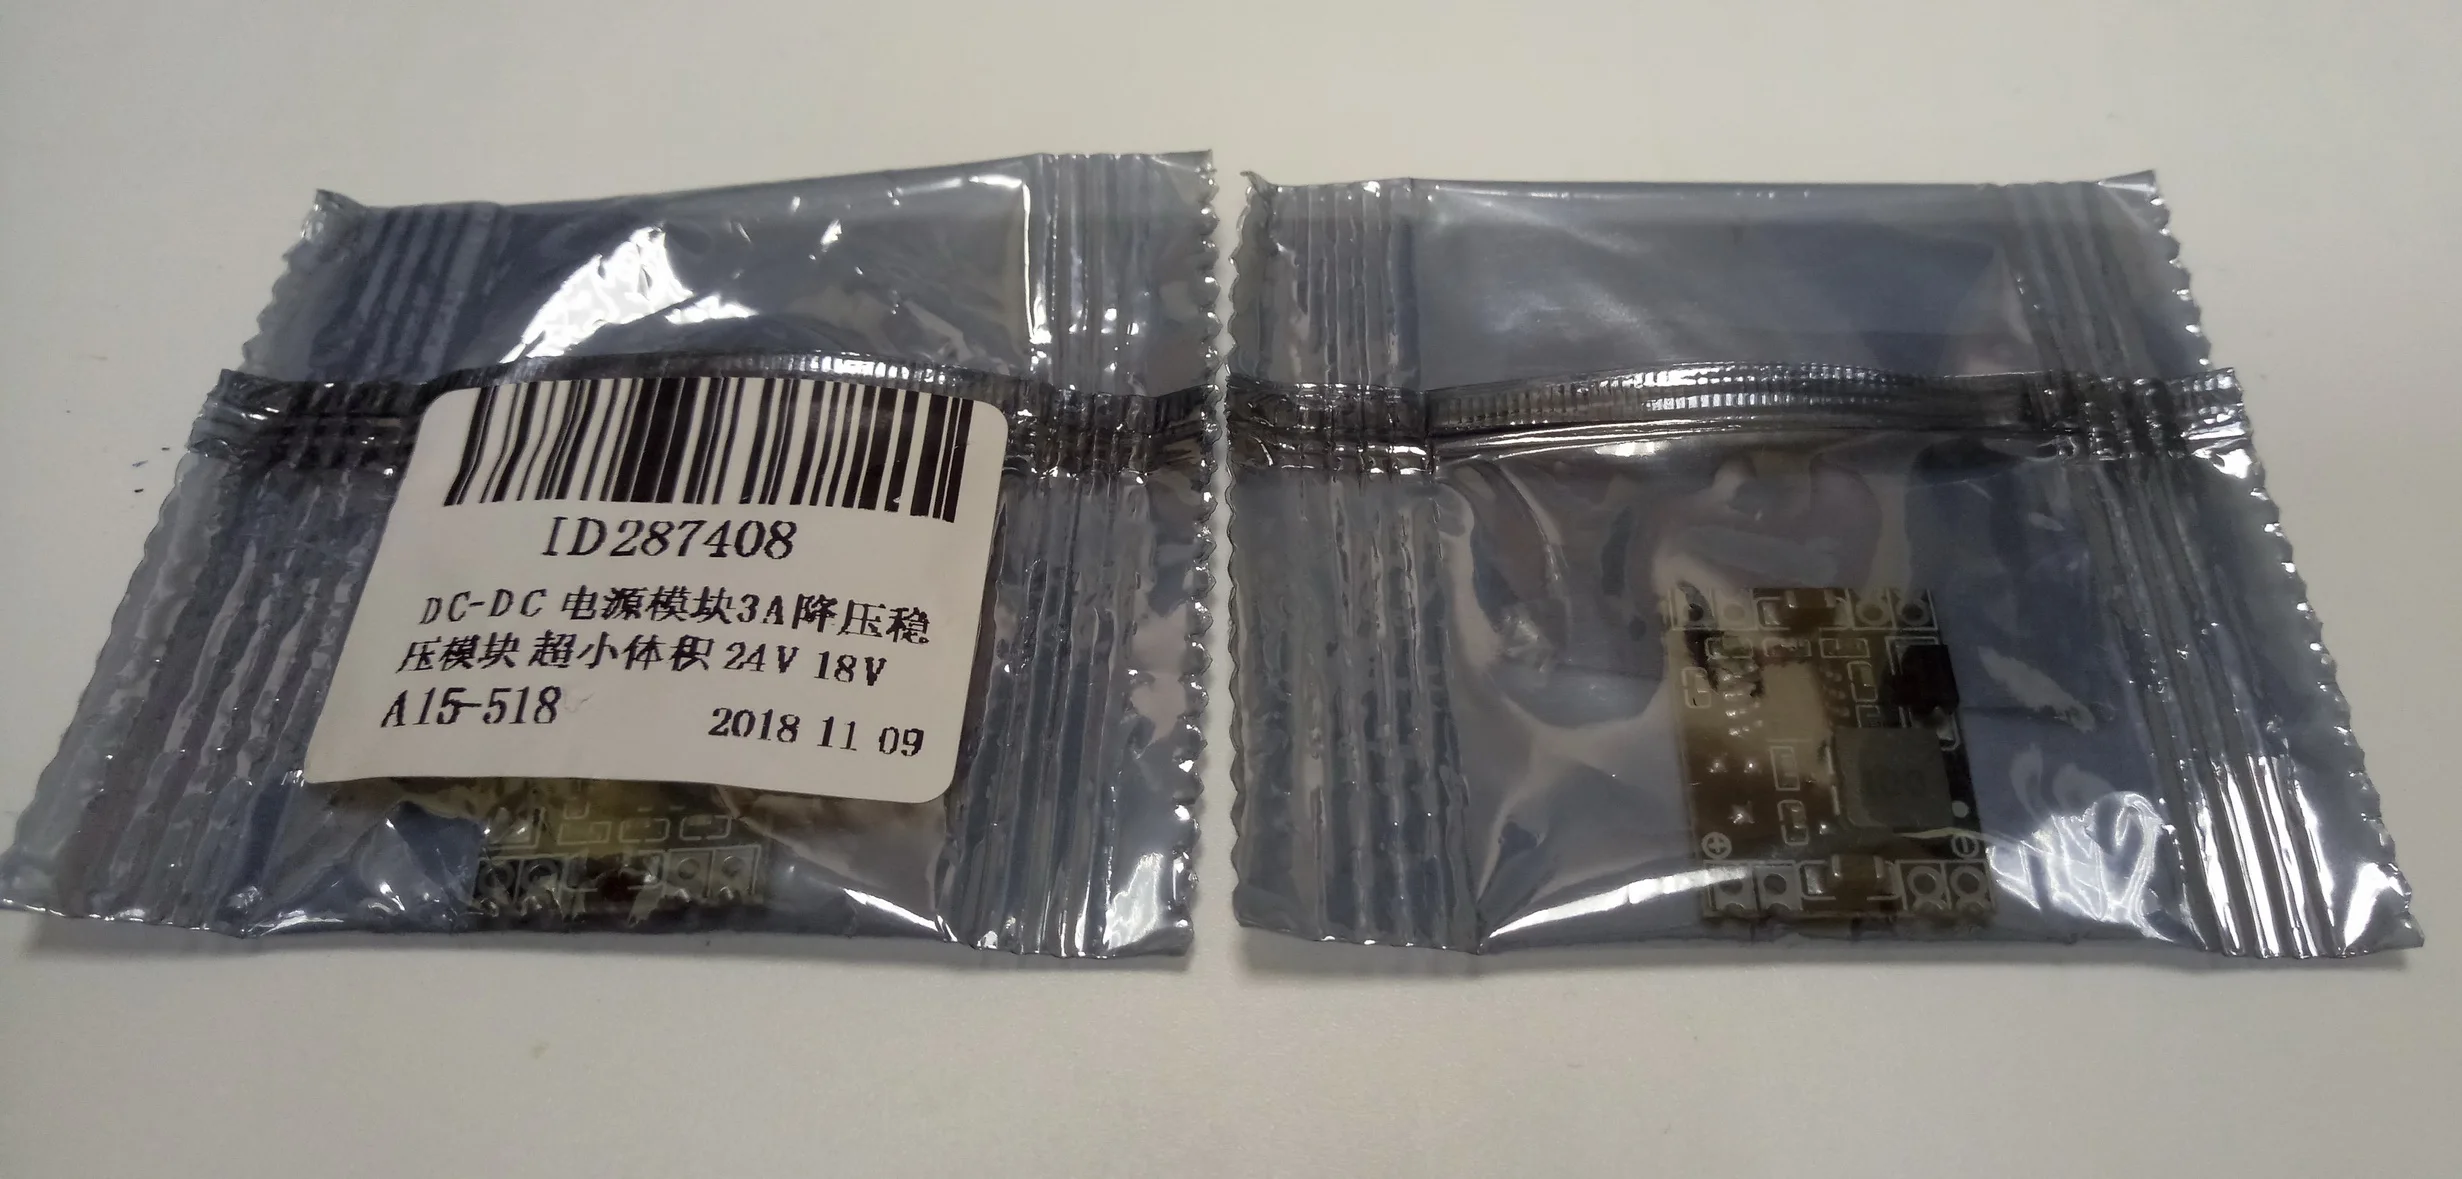 ID287408
DC-DC 电源模块3A降压稳
压模块 超小体积 24V 18V
A15-518
2018 11 09